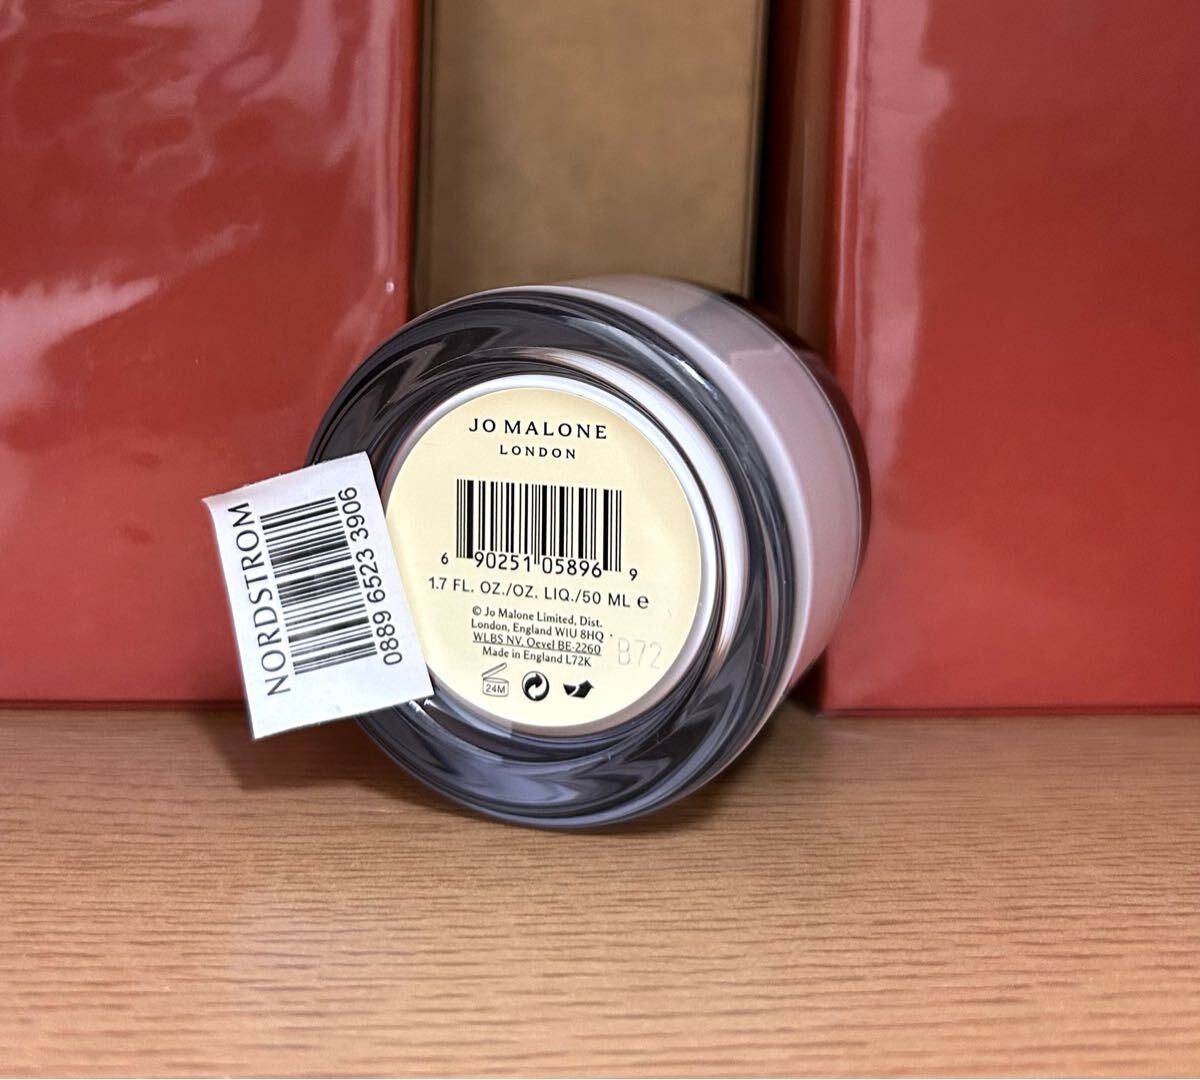 JO MALONE
LONDON
6 90251 05896 9
1.7 FL. OZ./OZ. LIQ./50 ML e
© Jo Malone Limited, Dist.
London, England W1U 8HQ ·
WLBS NV, Oevel BE-2260
Made in England L72K
B72
24M
NORDSTROM
0889 6523 3906